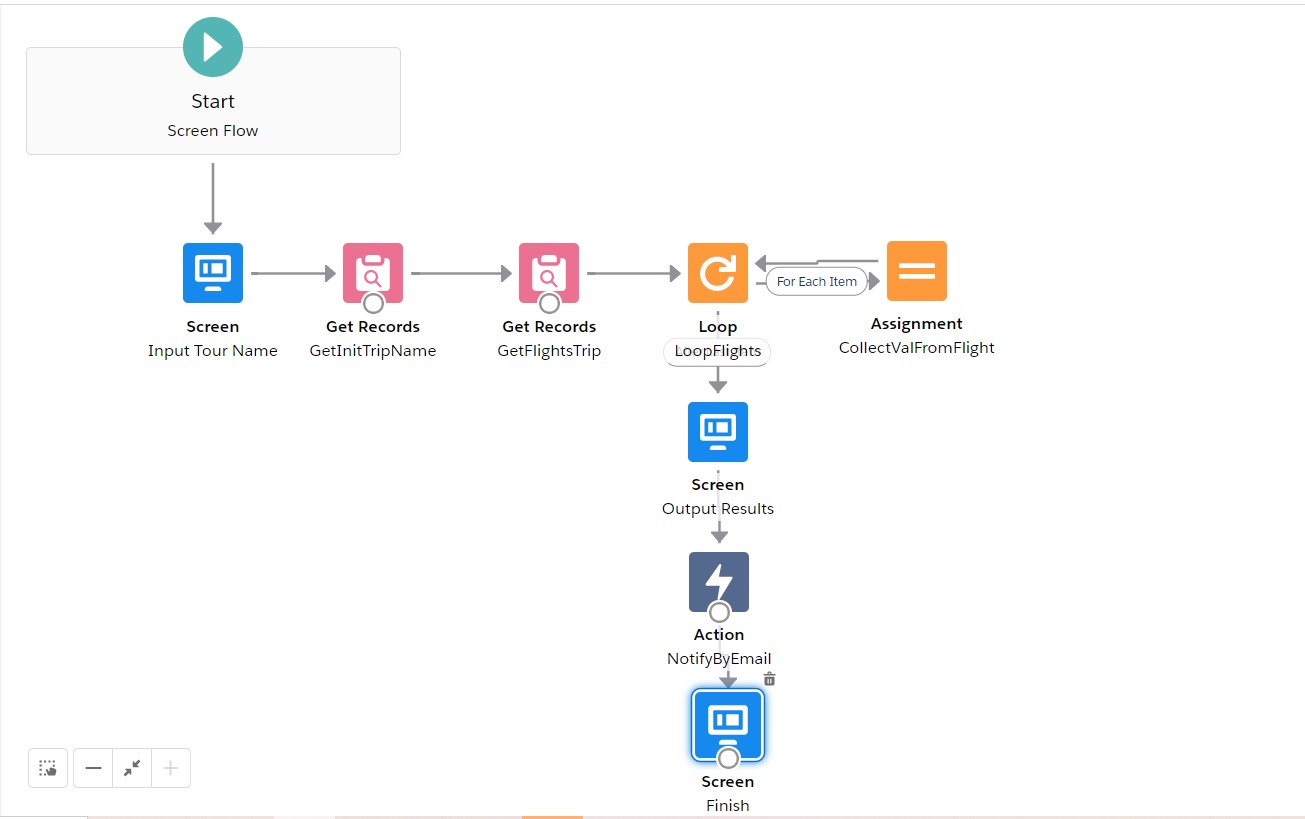 Start
Screen Flow
Screen
Input Tour Name
Get Records
GetInitTripName
Get Records
GetFlightsTrip
Loop
LoopFlights
For Each Item
Assignment
CollectValFromFlight
Screen
Output Results
Action
NotifyByEmail
Screen
Finish